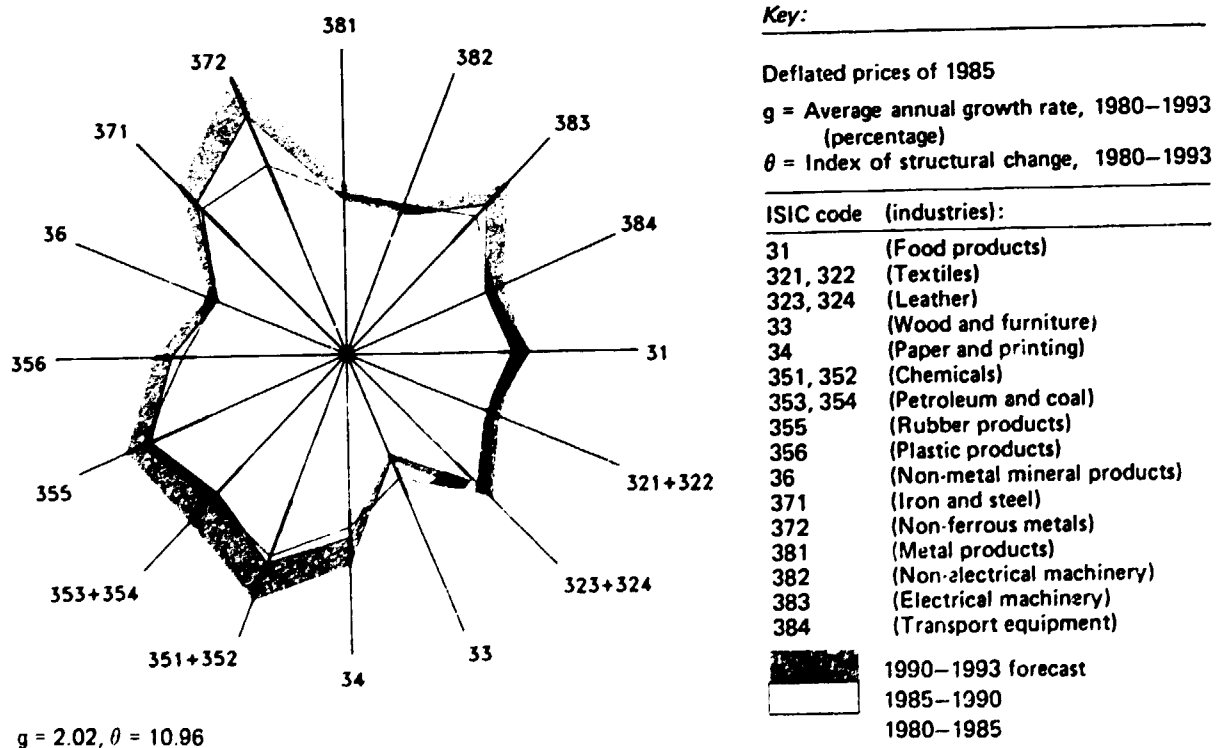 381
372
382
371
383
36
384
356
31
355
321+322
353+354
323+324
351+352
33
34
g = 2.02, θ = 10.96
Key:
Deflated prices of 1985
g = Average annual growth rate, 1980—1993
(percentage)
θ = Index of structural change, 1980—1993
ISIC code (industries):
31 (Food products)
321, 322 (Textiles)
323, 324 (Leather)
33 (Wood and furniture)
34 (Paper and printing)
351, 352 (Chemicals)
353, 354 (Petroleum and coal)
355 (Rubber products)
356 (Plastic products)
36 (Non-metal mineral products)
371 (Iron and steel)
372 (Non-ferrous metals)
381 (Metal products)
382 (Non-electrical machinery)
383 (Electrical machinery)
384 (Transport equipment)
1990—1993 forecast
1985—1990
1980—1985